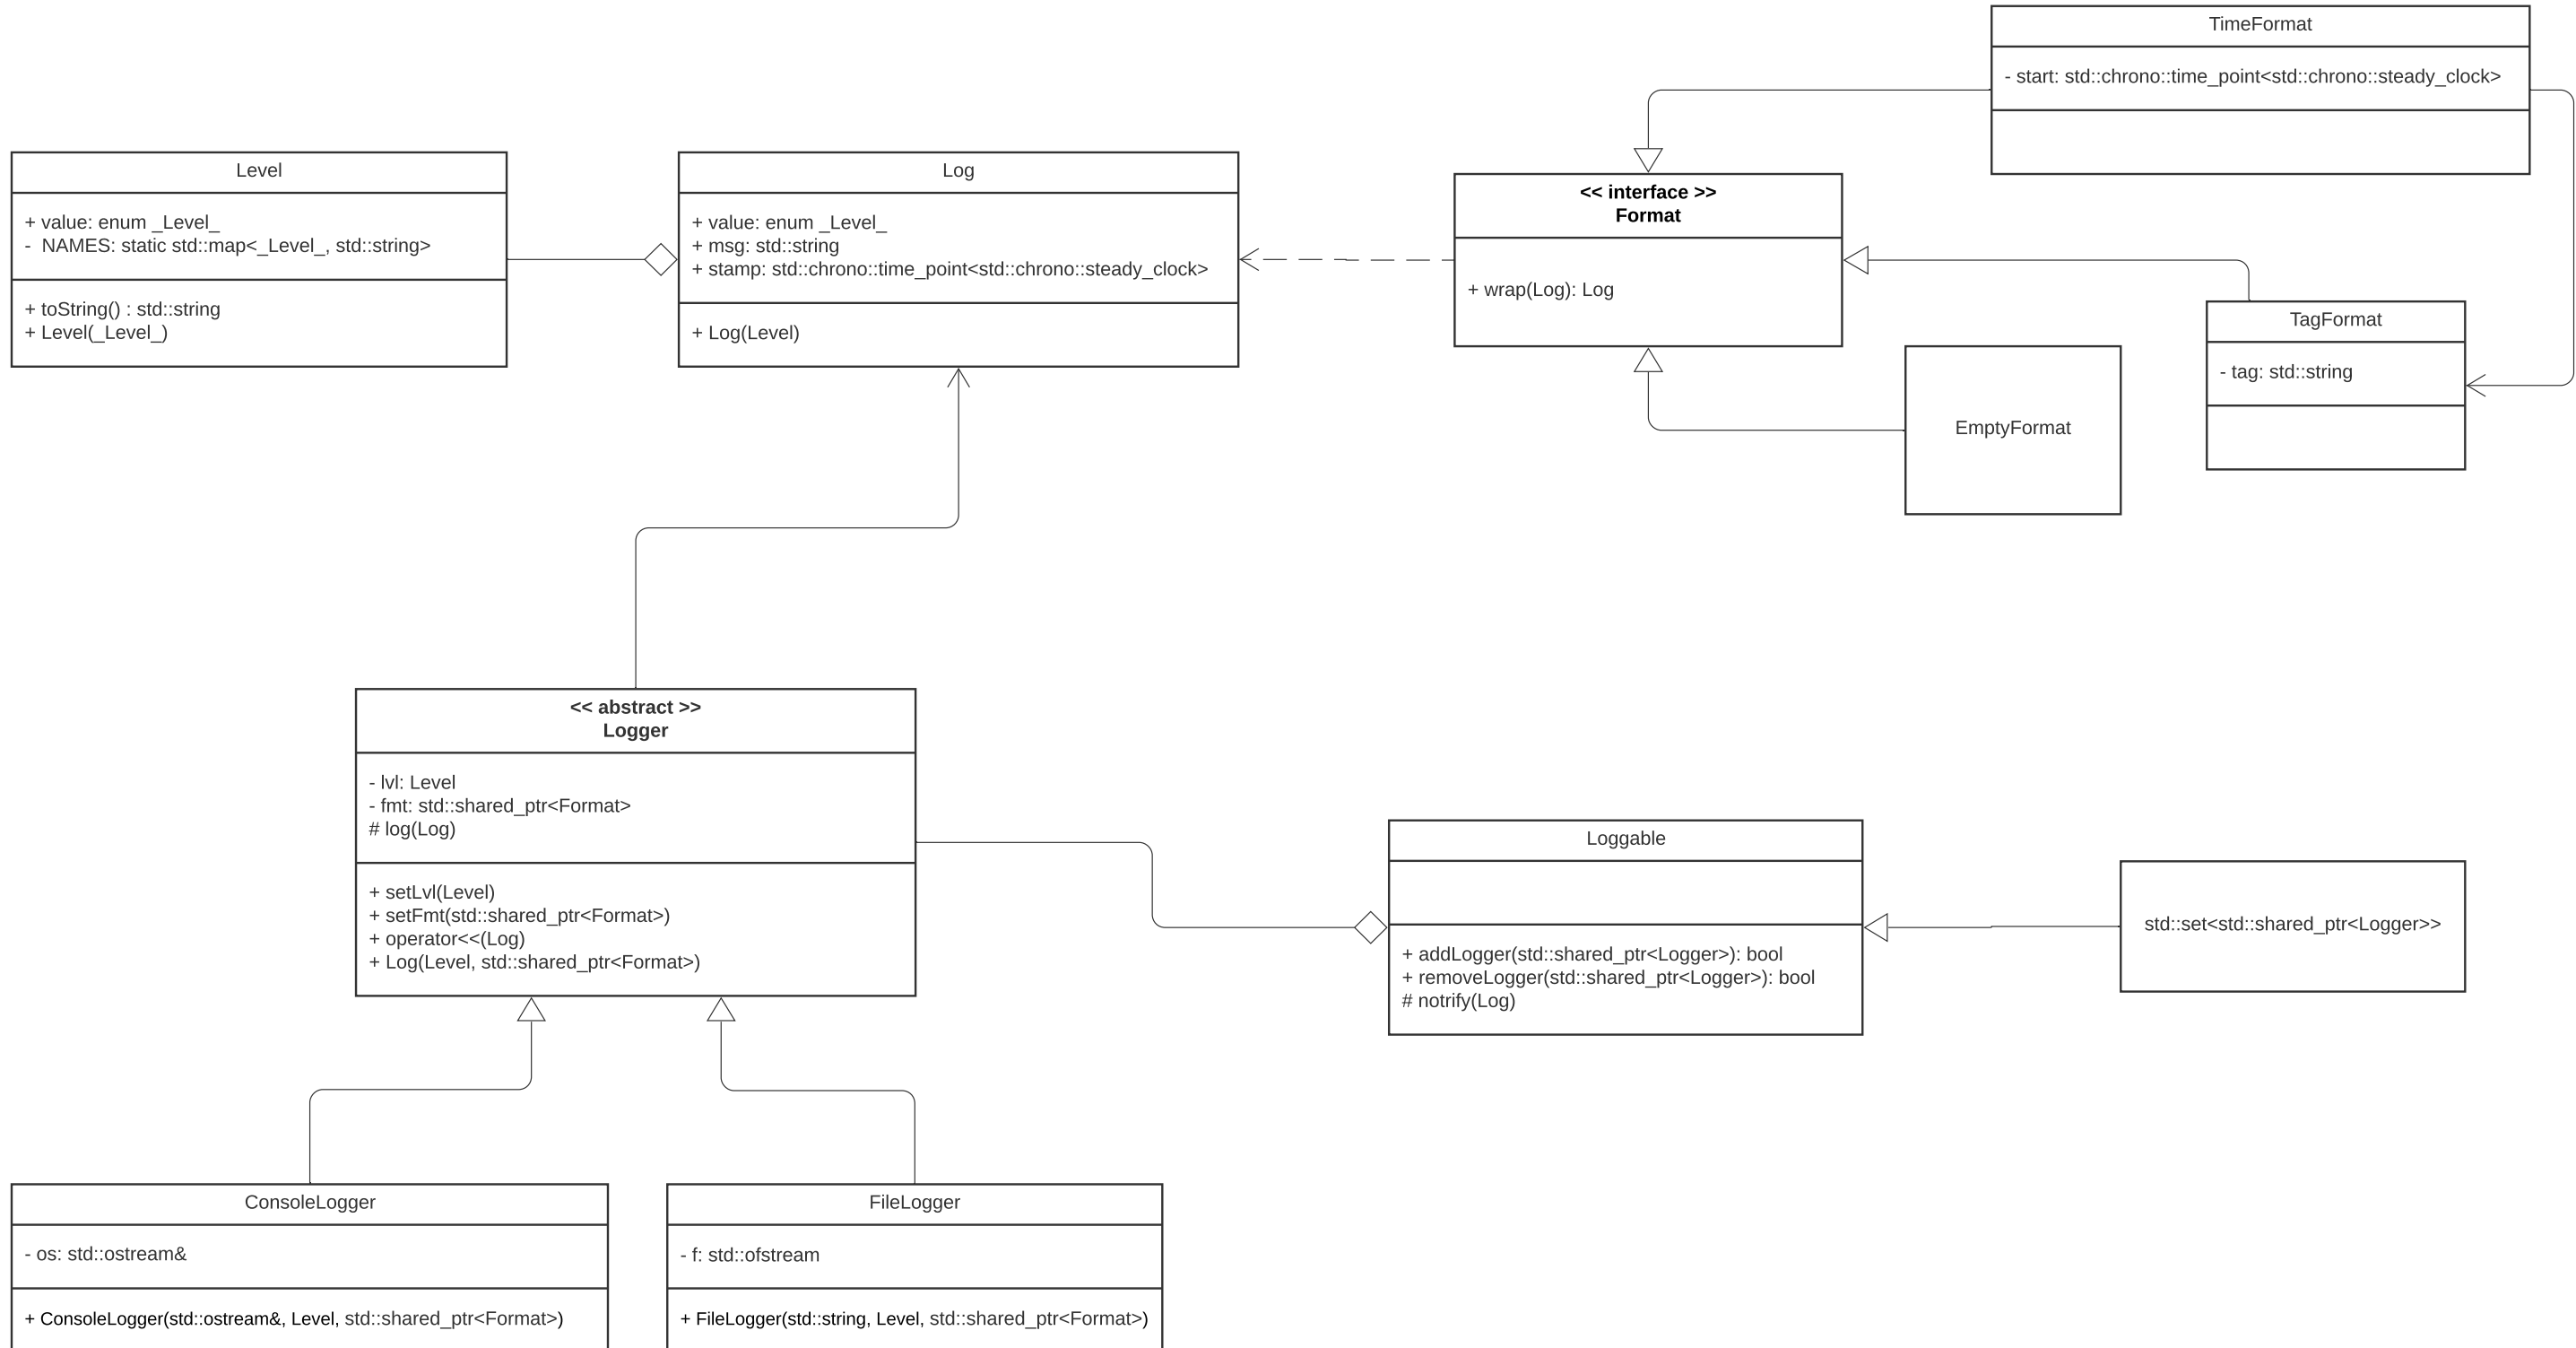 TimeFormat
- start: std::chrono::time_point<std::chrono::steady_clock>
Level
+ value: enum _Level_
-  NAMES: static std::map<_Level_, std::string>
+ toString() : std::string
+ Level(_Level_)
Log
+ value: enum _Level_
+ msg: std::string
+ stamp: std::chrono::time_point<std::chrono::steady_clock>
+ Log(Level)
<< interface >>
Format
+ wrap(Log): Log
TagFormat
- tag: std::string
EmptyFormat
<< abstract >>
Logger
- lvl: Level
- fmt: std::shared_ptr<Format>
# log(Log)
+ setLvl(Level)
+ setFmt(std::shared_ptr<Format>)
+ operator<<(Log)
+ Log(Level, std::shared_ptr<Format>)
Loggable
+ addLogger(std::shared_ptr<Logger>): bool
+ removeLogger(std::shared_ptr<Logger>): bool
# notrify(Log)
std::set<std::shared_ptr<Logger>>
ConsoleLogger
- os: std::ostream&
+ ConsoleLogger(std::ostream&, Level, std::shared_ptr<Format>)
FileLogger
- f: std::ofstream
+ FileLogger(std::string, Level, std::shared_ptr<Format>)